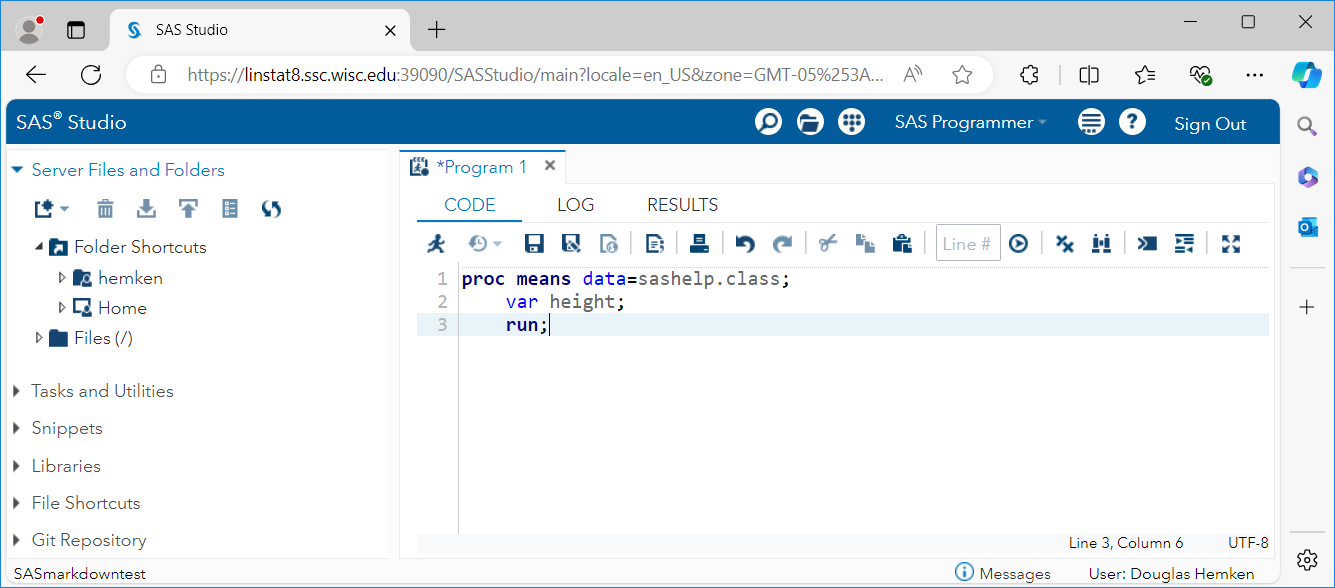 SAS Studio
https://linstat8.ssc.wisc.edu:39090/SASStudio/main?locale=en_US&zone=GMT-05%253A...
SAS® Studio
SAS Programmer
Sign Out
Server Files and Folders
Folder Shortcuts
hemken
Home
Files (/)
Tasks and Utilities
Snippets
Libraries
File Shortcuts
Git Repository
*Program 1
CODE LOG RESULTS
Line #
1 proc means data=sashelp.class;
2 var height;
3 run;
Line 3, Column 6 UTF-8
SASmarkdowntest
Messages
User: Douglas Hemken